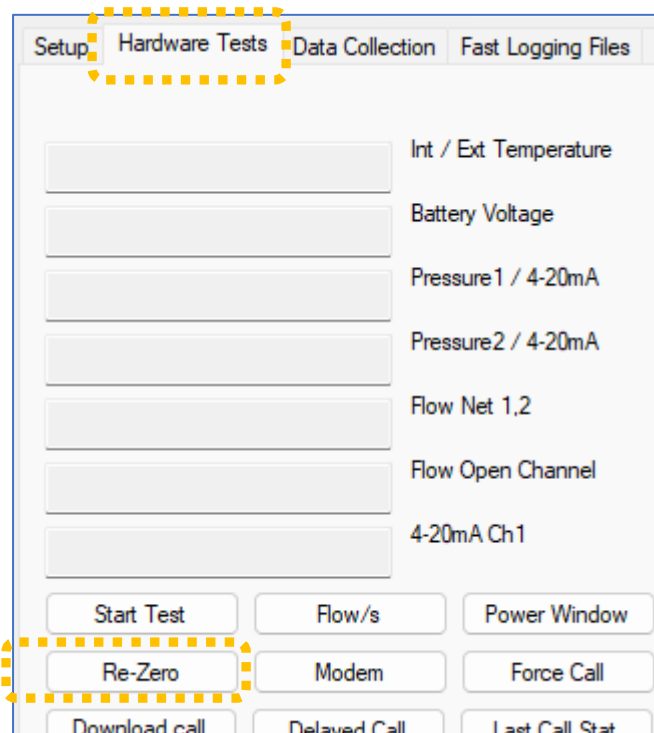 Setup Hardware Tests Data Collection Fast Logging Files
Int / Ext Temperature
Battery Voltage
Pressure1 / 4-20mA
Pressure2 / 4-20mA
Flow Net 1,2
Flow Open Channel
4-20mA Ch1
Start Test Flow/s Power Window
Re-Zero Modem Force Call
Download call Delayed Call Last Call Stat